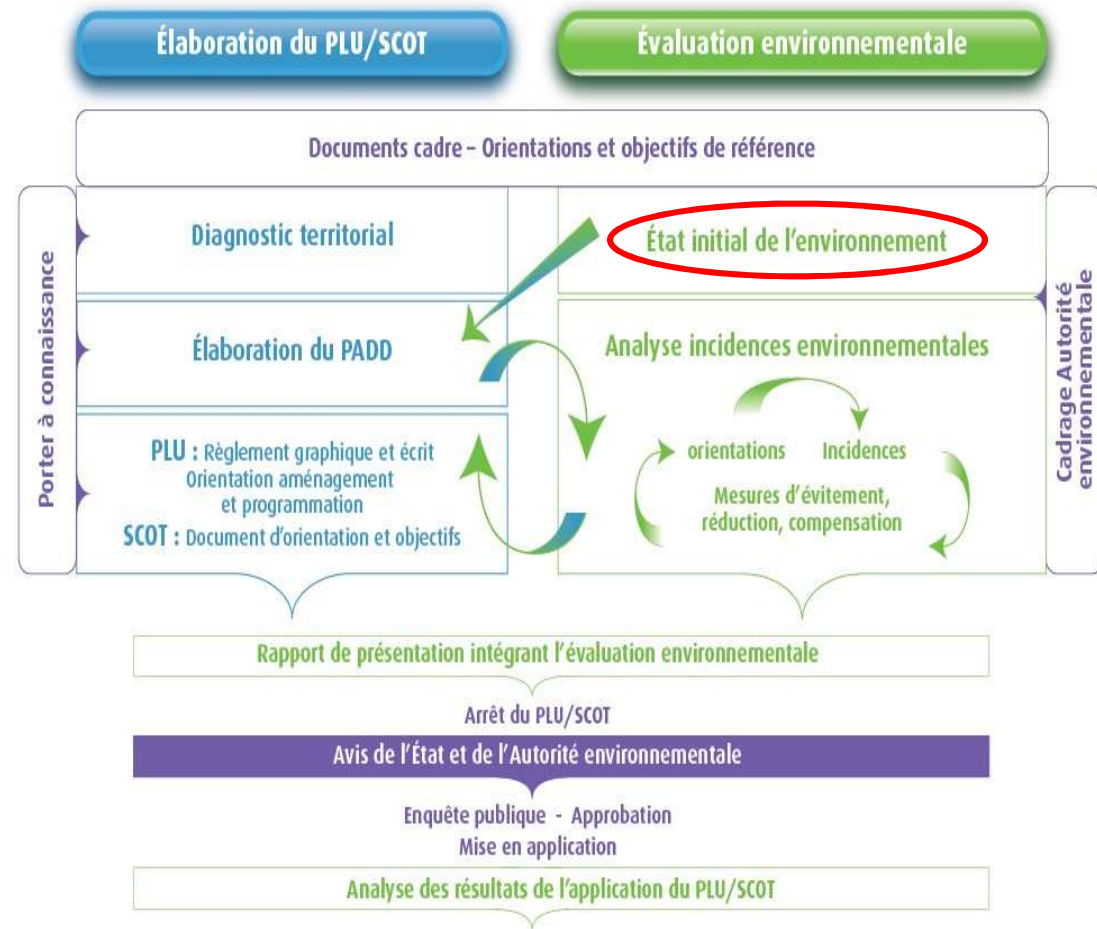 Élaboration du PLU/SCOT
Évaluation environnementale
Documents cadre – Orientations et objectifs de référence
Porter à connaissance
Diagnostic territorial
État initial de l’environnement
Cadrage Autorité
environnementale
Élaboration du PADD
Analyse incidences environnementales
PLU : Règlement graphique et écrit
Orientation aménagement
et programmation
SCOT : Document d’orientation et objectifs
orientations
Incidences
Mesures d’évitement,
réduction, compensation
Rapport de présentation intégrant l’évaluation environnementale
Arrêt du PLU/SCOT
Avis de l’État et de l’Autorité environnementale
Enquête publique - Approbation
Mise en application
Analyse des résultats de l’application du PLU/SCOT